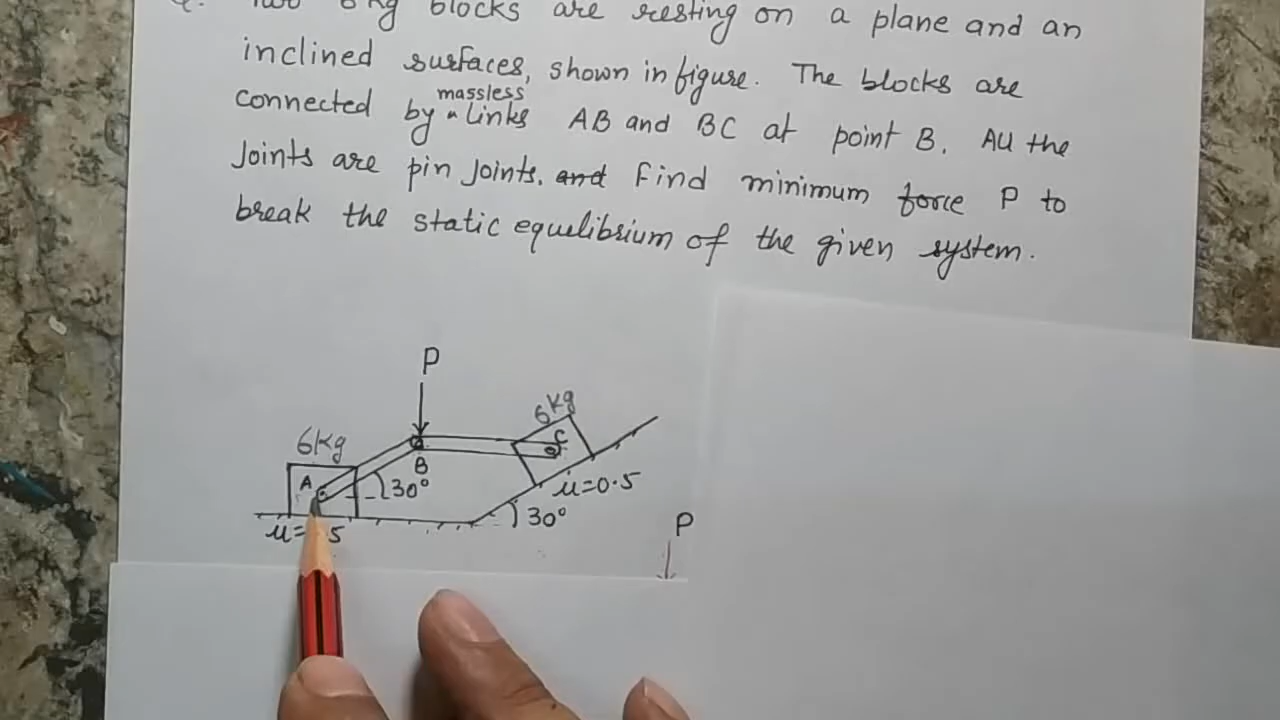 6 Kg blocks are resting on a plane and an
inclined surfaces, shown in figure. The blocks are
massless
connected by links AB and BC at point B. All the
Joints are pin Joints. and Find minimum force P to
break the static equilibrium of the given system.
P
6Kg
6Kg
A
B
C
30°
μ=0.5
30°
P